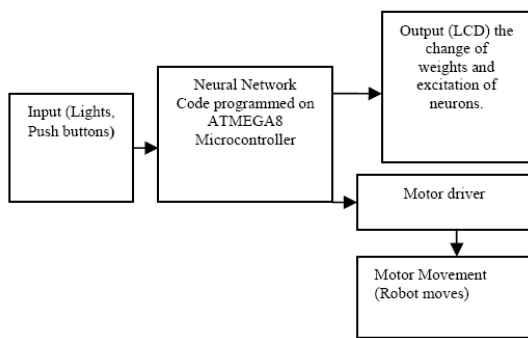 Input (Lights,
Push buttons)
Neural Network
Code programmed on
ATMEGA8
Microcontroller
Output (LCD) the
change of
weights and
excitation of
neurons.
Motor driver
Motor Movement
(Robot moves)